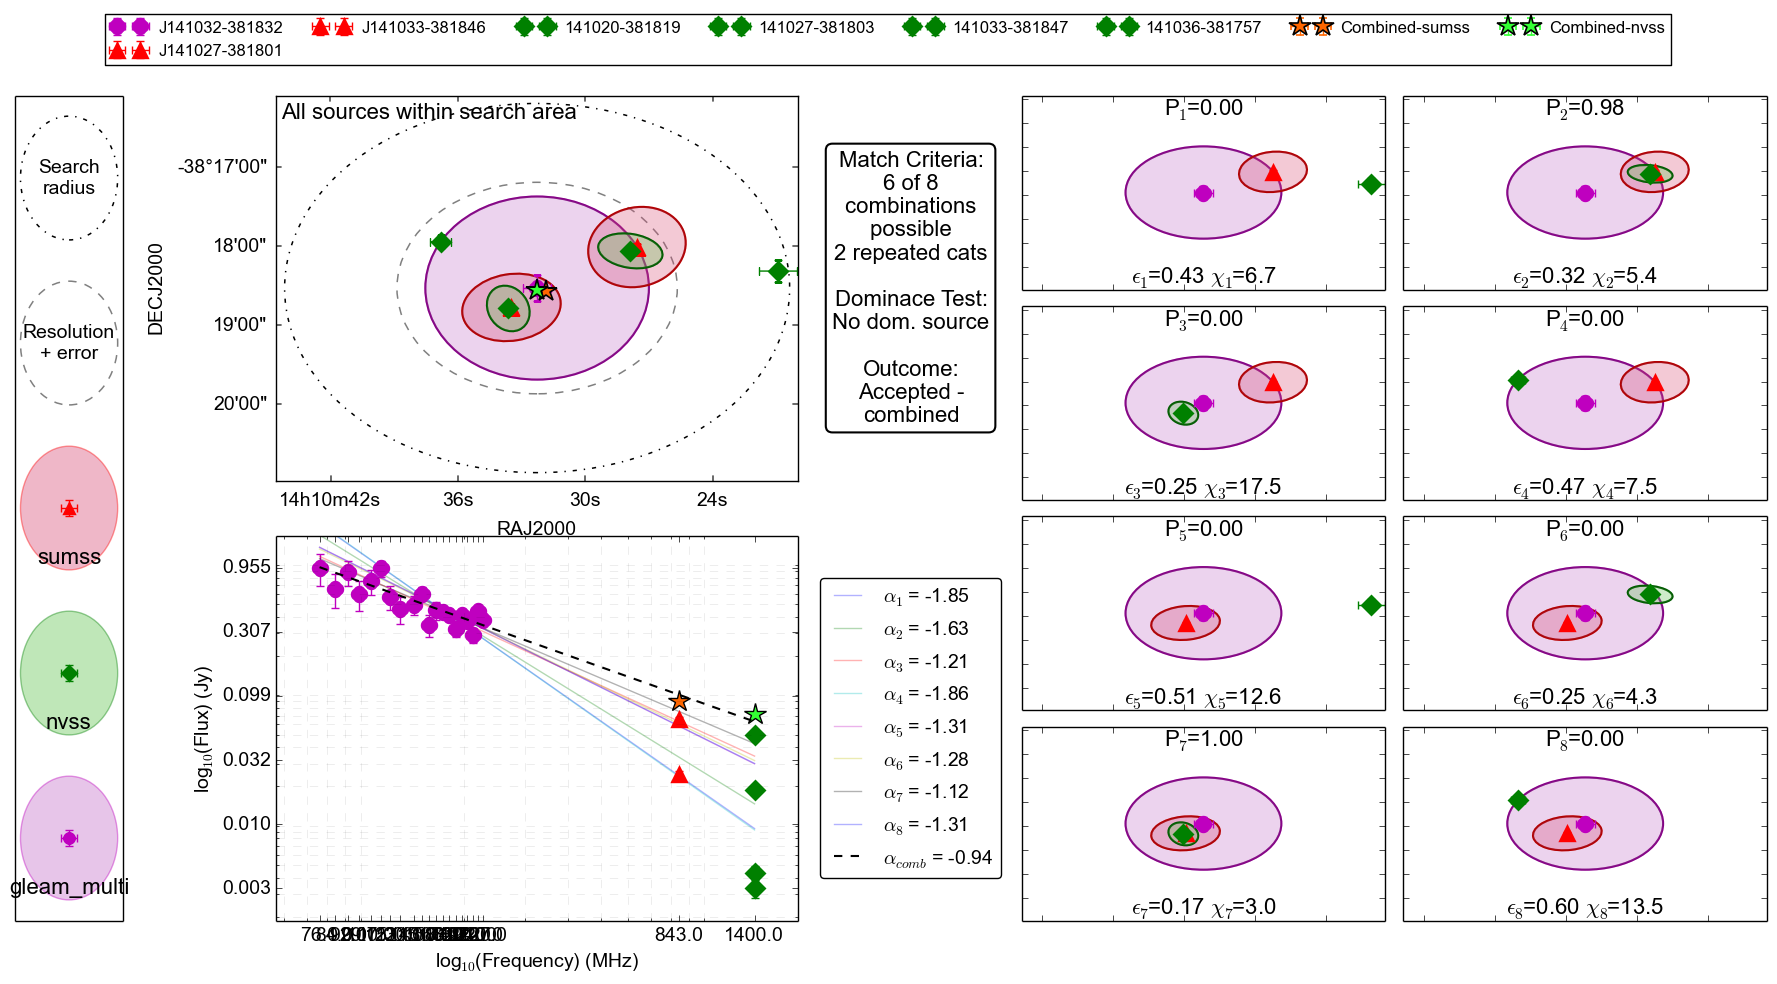 J141032-381832
J141033-381846
141020-381819
141027-381803
141033-381847
141036-381757
Combined-sumss
Combined-nvss
J141027-381801
Search
radius
Resolution
+ error
sumss
nvss
gleam_multi
All sources within search area
DECJ2000
-38°17'00"
18'00"
19'00"
20'00"
14h10m42s
36s
30s
24s
RAJ2000
Match Criteria:
6 of 8
combinations
possible
2 repeated cats
Dominace Test:
No dom. source
Outcome:
Accepted -
combined
log10(Flux) (Jy)
0.955
0.307
0.099
0.032
0.010
0.003
843.0
1400.0
log10(Frequency) (MHz)
α1 = -1.85
α2 = -1.63
α3 = -1.21
α4 = -1.86
α5 = -1.31
α6 = -1.28
α7 = -1.12
α8 = -1.31
αcomb = -0.94
P1=0.00
ϵ1=0.43 χ1=6.7
P2=0.98
ϵ2=0.32 χ2=5.4
P3=0.00
ϵ3=0.25 χ3=17.5
P4=0.00
ϵ4=0.47 χ4=7.5
P5=0.00
ϵ5=0.51 χ5=12.6
P6=0.00
ϵ6=0.25 χ6=4.3
P7=1.00
ϵ7=0.17 χ7=3.0
P8=0.00
ϵ8=0.60 χ8=13.5